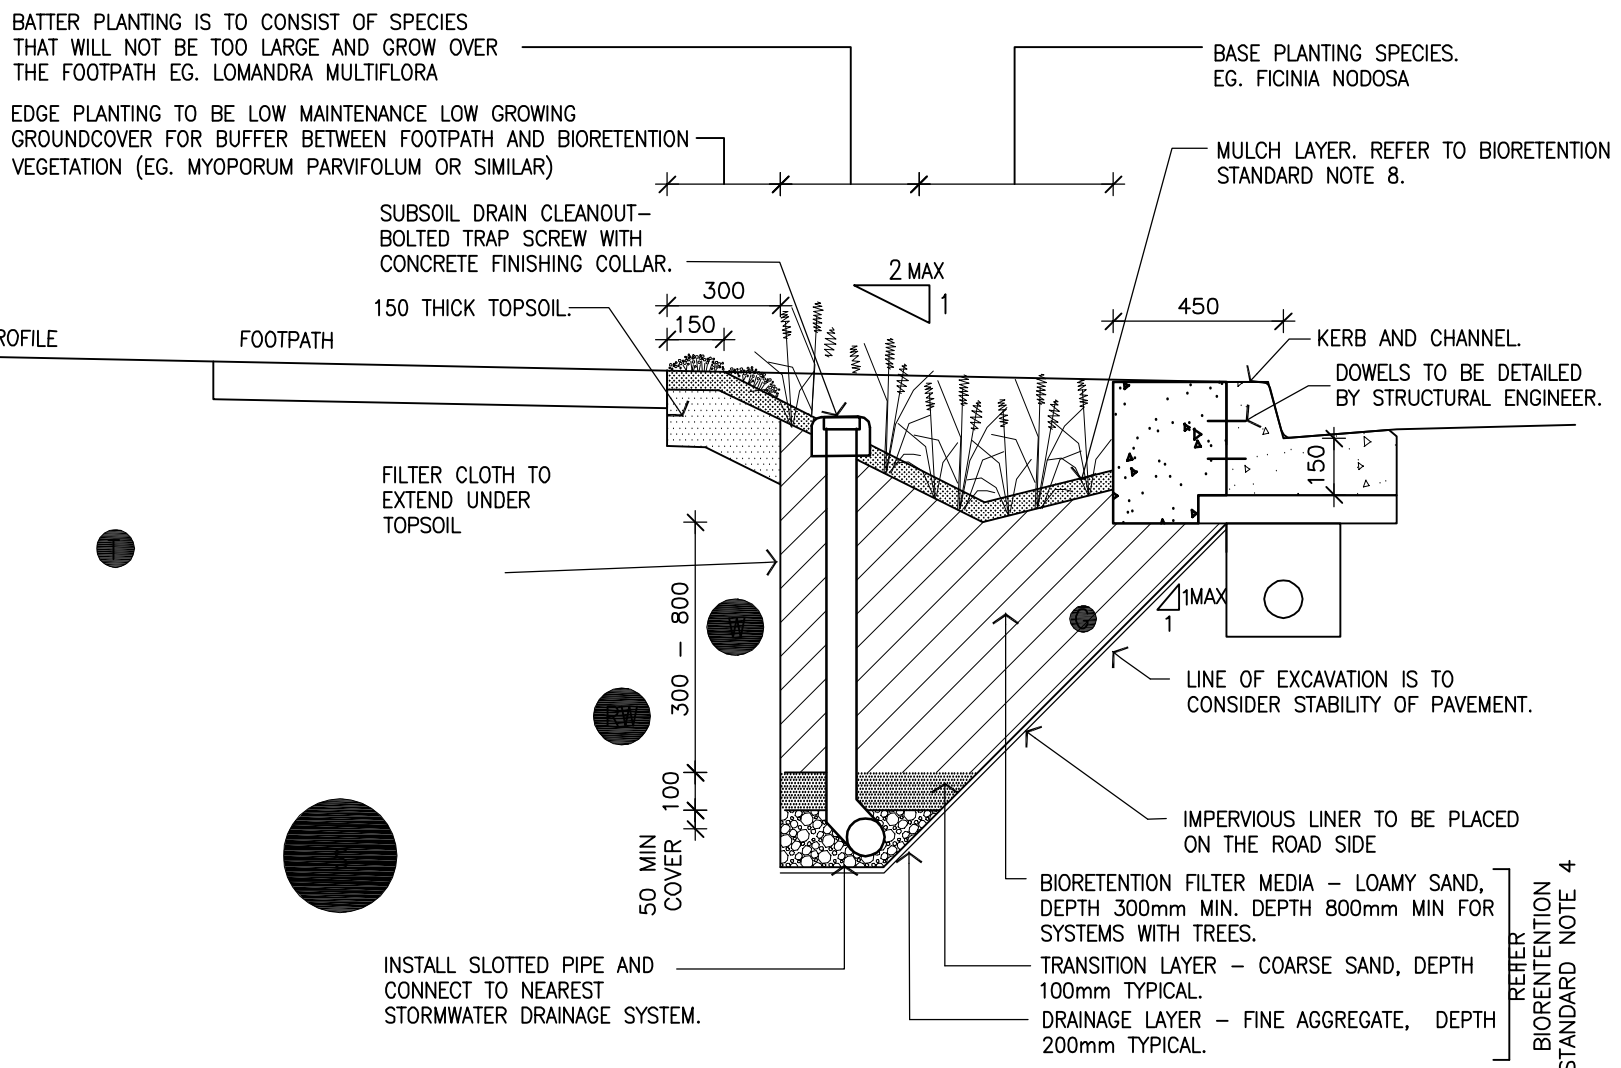 BATTER PLANTING IS TO CONSIST OF SPECIES
THAT WILL NOT BE TOO LARGE AND GROW OVER
THE FOOTPATH EG. LOMANDRA MULTIFLORA
BASE PLANTING SPECIES.
EG. FICINIA NODOSA
EDGE PLANTING TO BE LOW MAINTENANCE LOW GROWING
GROUNDCOVER FOR BUFFER BETWEEN FOOTPATH AND BIORETENTION
VEGETATION (EG. MYOPORUM PARVIFOLUM OR SIMILAR)
MULCH LAYER. REFER TO BIORETENTION
STANDARD NOTE 8.
SUBSOIL DRAIN CLEANOUT-
BOLTED TRAP SCREW WITH
CONCRETE FINISHING COLLAR.
2 MAX
1
300
150 THICK TOPSOIL.
150
450
ROFILE
FOOTPATH
KERB AND CHANNEL.
DOWELS TO BE DETAILED
BY STRUCTURAL ENGINEER.
150
FILTER CLOTH TO
EXTEND UNDER
TOPSOIL
T
W
RW
G
300 - 800
100
50 MIN
COVER
1MAX
1
LINE OF EXCAVATION IS TO
CONSIDER STABILITY OF PAVEMENT.
IMPERVIOUS LINER TO BE PLACED
ON THE ROAD SIDE
BIORETENTION FILTER MEDIA - LOAMY SAND,
DEPTH 300mm MIN. DEPTH 800mm MIN FOR
SYSTEMS WITH TREES.
TRANSITION LAYER - COARSE SAND, DEPTH
100mm TYPICAL.
DRAINAGE LAYER - FINE AGGREGATE, DEPTH
200mm TYPICAL.
INSTALL SLOTTED PIPE AND
CONNECT TO NEAREST
STORMWATER DRAINAGE SYSTEM.
BIORENTENTION
STANDARD NOTE 4